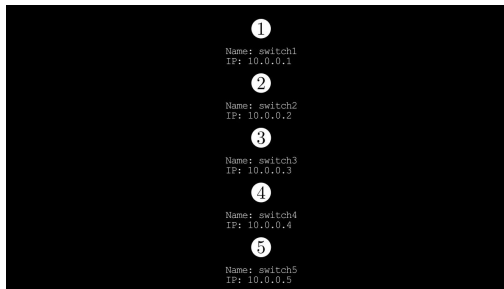 1
Name: switch1
IP: 10.0.0.1
2
Name: switch2
IP: 10.0.0.2
3
Name: switch3
IP: 10.0.0.3
4
Name: switch4
IP: 10.0.0.4
5
Name: switch5
IP: 10.0.0.5